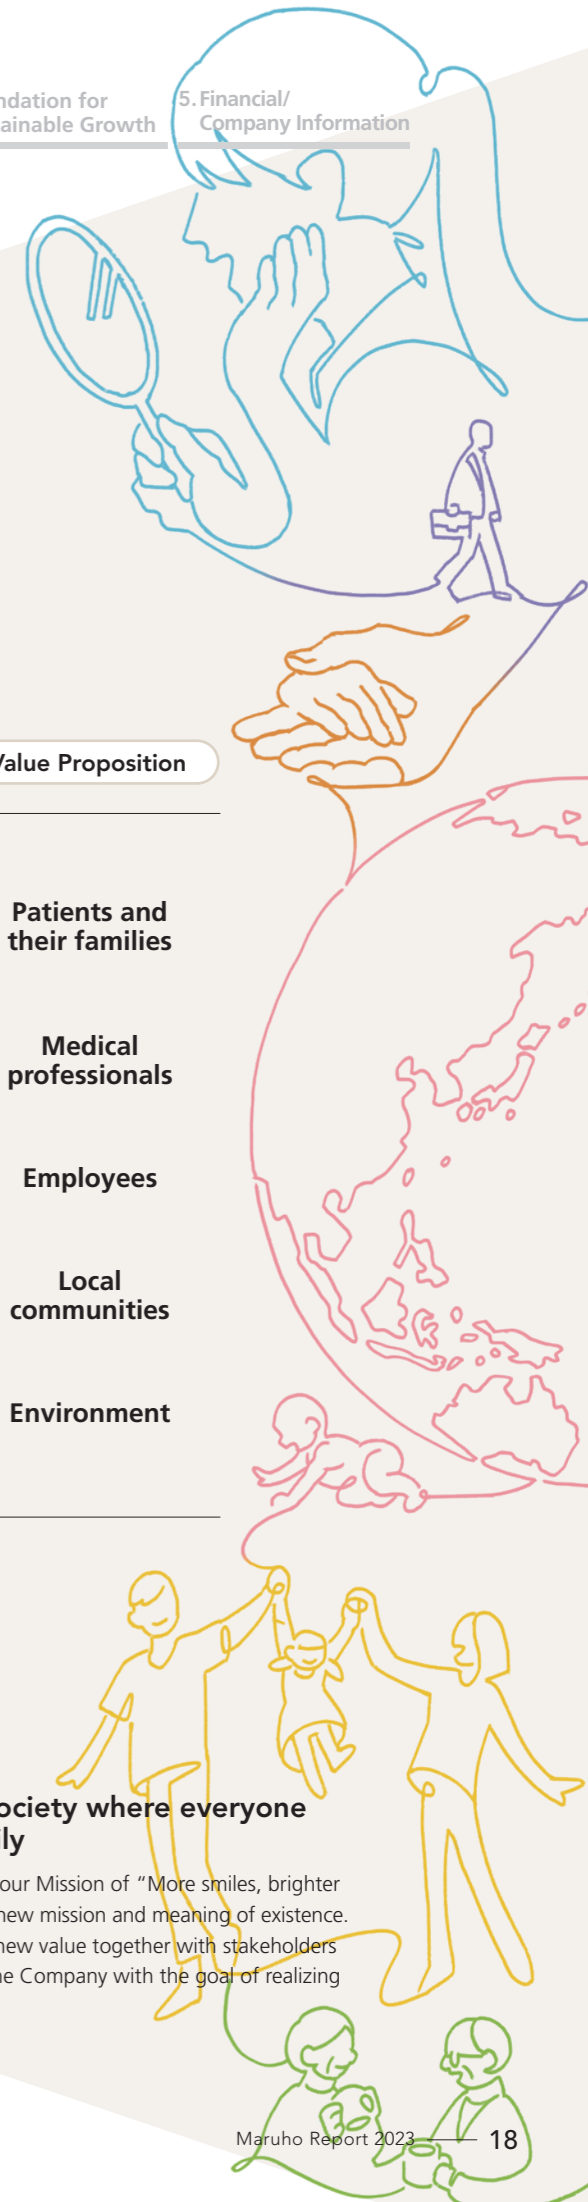 ndation for
ainable Growth
5. Financial/
Company Information
Value Proposition
Patients and
their families
Medical
professionals
Employees
Local
communities
Environment
ociety where everyone
ily
our Mission of “More smiles, brighter
new mission and meaning of existence.
new value together with stakeholders
he Company with the goal of realizing
Maruho Report 2023 18